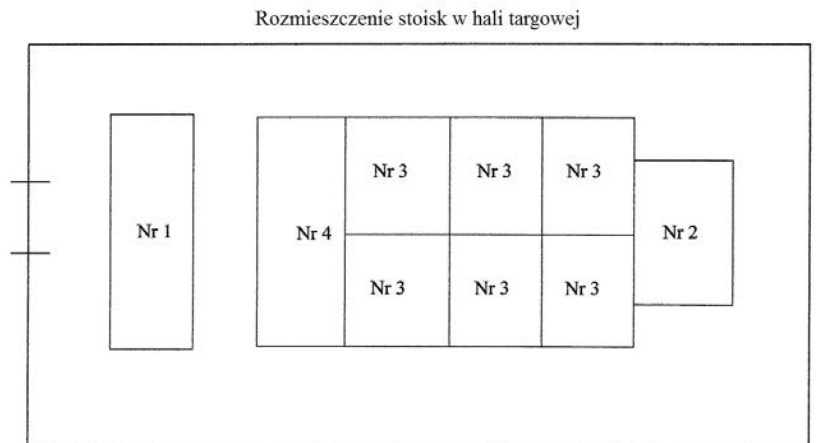 Rozmieszczenie stoisk w hali targowej
Nr 3 Nr 3 Nr 3
Nr 1 Nr 4 Nr 2
Nr 3 Nr 3 Nr 3